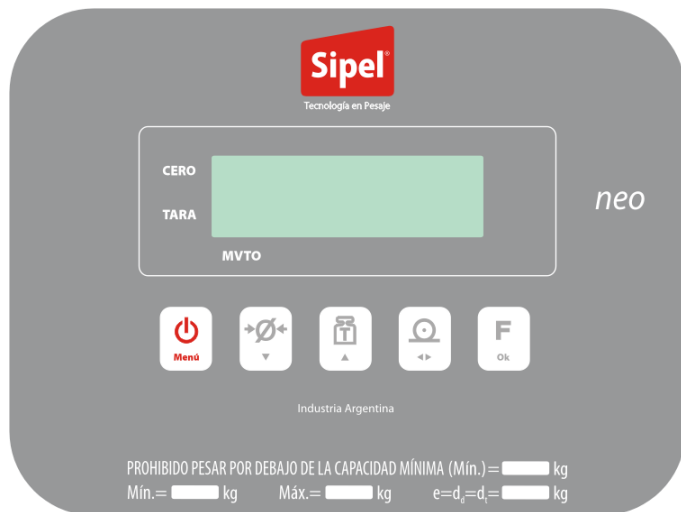 Sipel®
Tecnología en Pesaje
CERO
TARA
neo
MVTO
Menú
T
F
Ok
Industria Argentina
PROHIBIDO PESAR POR DEBAJO DE LA CAPACIDAD MÍNIMA (Mín.)= kg
Mín.= kg Máx.= kg e=dd=dt= kg